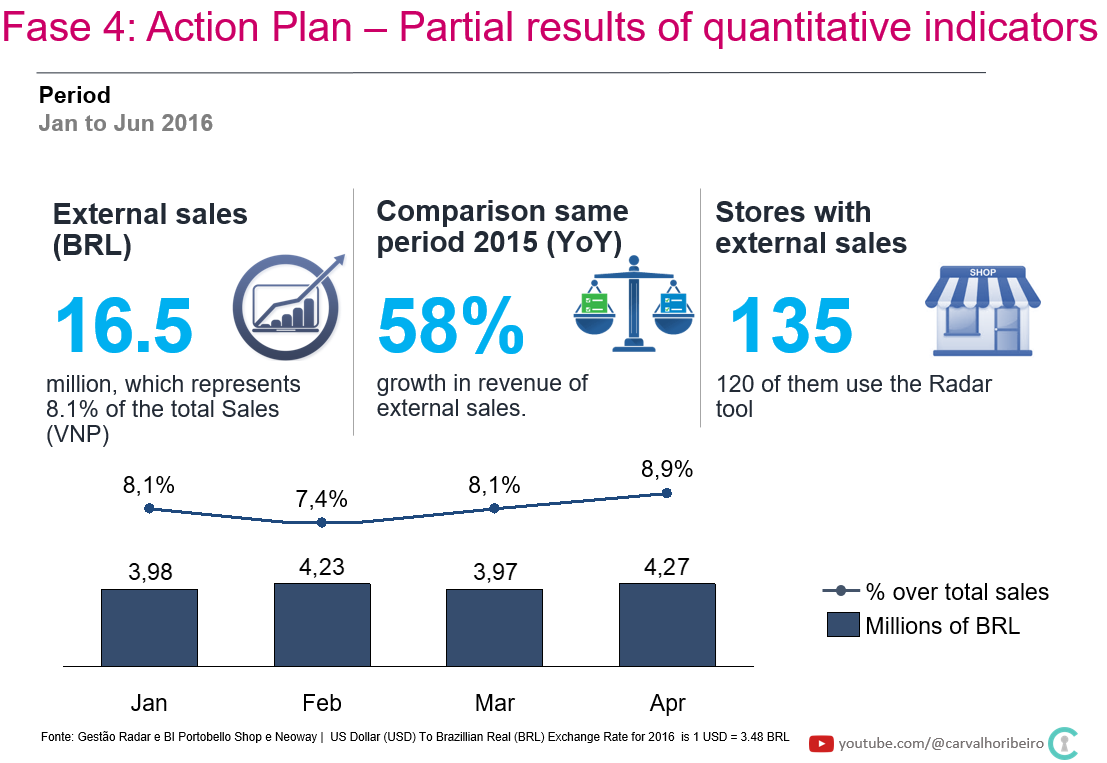 Fase 4: Action Plan – Partial results of quantitative indicators
Period
Jan to Jun 2016
External sales
(BRL)
16.5
million, which represents
8.1% of the total Sales
(VNP)
Comparison same
period 2015 (YoY)
58%
growth in revenue of
external sales.
Stores with
external sales
SHOP
135
120 of them use the Radar
tool
8,1%
7,4%
8,1%
8,9%
3,98
4,23
3,97
4,27
Jan
Feb
Mar
Apr
% over total sales
Millions of BRL
Fonte: Gestão Radar e BI Portobello Shop e Neoway | US Dollar (USD) To Brazillian Real (BRL) Exchange Rate for 2016 is 1 USD = 3.48 BRL
youtube.com/@carvalhoribeiro